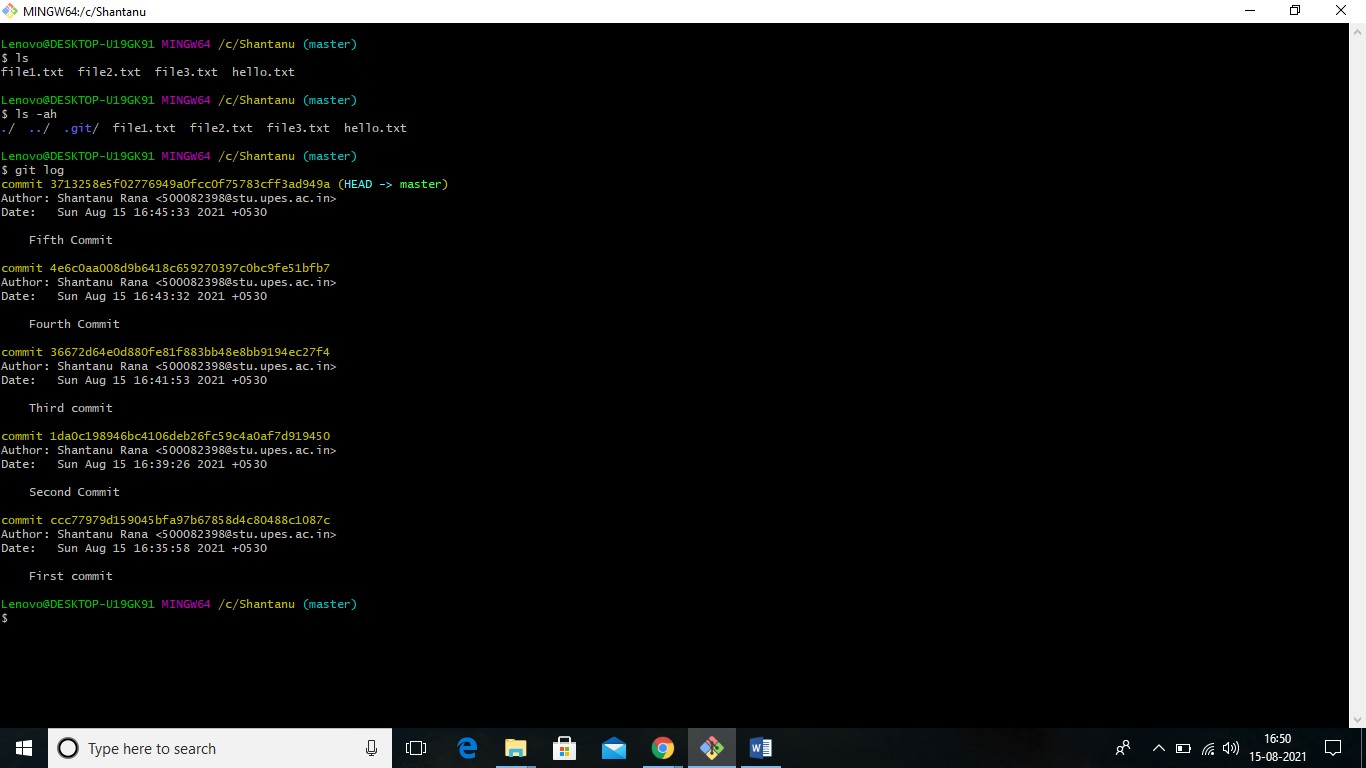 MINGW64:/c/Shantanu
Lenovo@DESKTOP-U19GK91 MINGW64 /c/Shantanu (master)
$ ls
file1.txt  file2.txt  file3.txt  hello.txt
Lenovo@DESKTOP-U19GK91 MINGW64 /c/Shantanu (master)
$ ls -ah
./  ../  .git/  file1.txt  file2.txt  file3.txt  hello.txt
Lenovo@DESKTOP-U19GK91 MINGW64 /c/Shantanu (master)
$ git log
commit 3713258e5f02776949a0fcc0f75783cff3ad949a (HEAD -> master)
Author: Shantanu Rana <500082398@stu.upes.ac.in>
Date:   Sun Aug 15 16:45:33 2021 +0530
Fifth Commit
commit 4e6c0aa008d9b6418c659270397c0bc9fe51bfb7
Author: Shantanu Rana <500082398@stu.upes.ac.in>
Date:   Sun Aug 15 16:43:32 2021 +0530
Fourth Commit
commit 36672d64e0d880fe81f883bb48e8bb9194ec27f4
Author: Shantanu Rana <500082398@stu.upes.ac.in>
Date:   Sun Aug 15 16:41:53 2021 +0530
Third commit
commit 1da0c198946bc4106deb26fc59c4a0af7d919450
Author: Shantanu Rana <500082398@stu.upes.ac.in>
Date:   Sun Aug 15 16:39:26 2021 +0530
Second Commit
commit ccc77979d159045bfa97b67858d4c80488c1087c
Author: Shantanu Rana <500082398@stu.upes.ac.in>
Date:   Sun Aug 15 16:35:58 2021 +0530
First commit
Lenovo@DESKTOP-U19GK91 MINGW64 /c/Shantanu (master)
$
Type here to search
16:50
15-08-2021